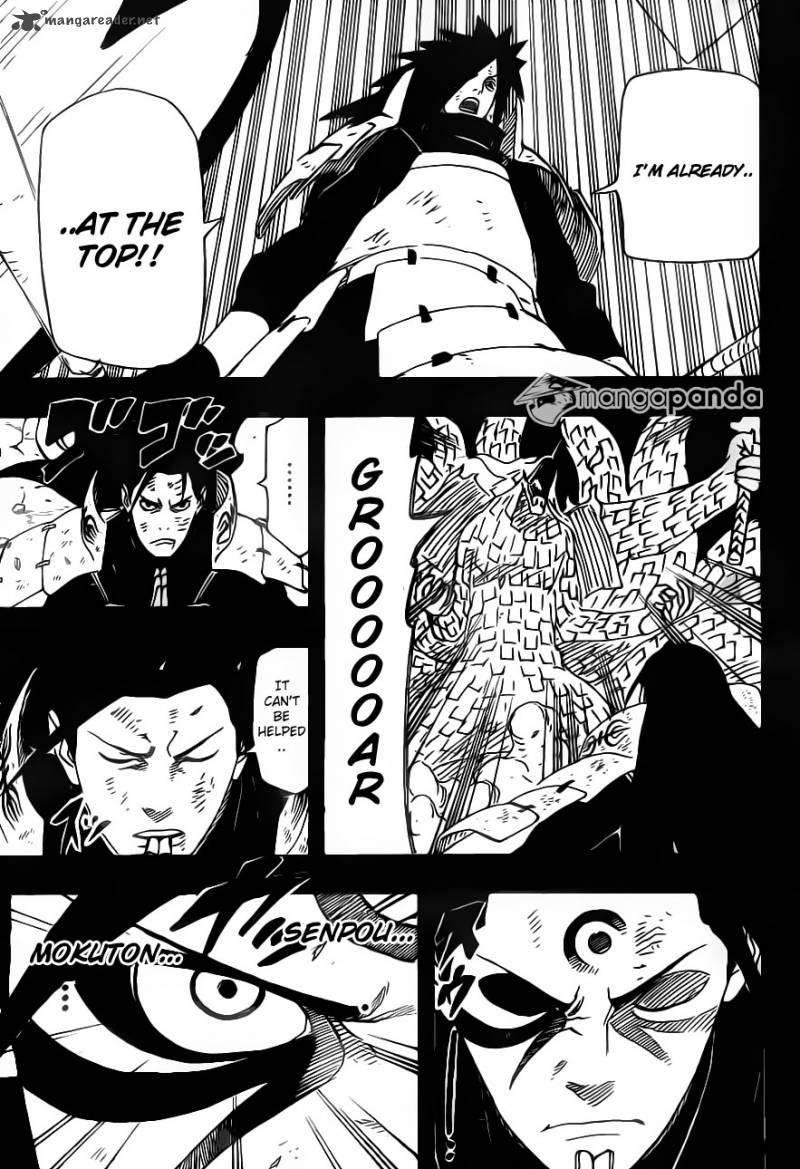 mangareader.net
I'M ALREADY..
..AT THE
TOP!!
mangapanda
GROOOOOOAR
......
IT
CAN'T
BE
HELPED
..
SENPOU...
MOKUTON...